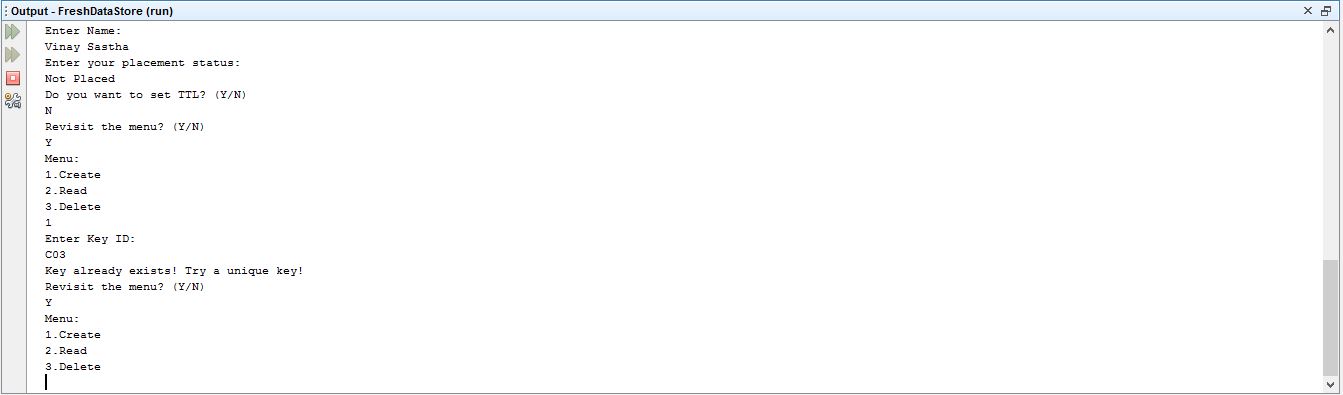 Output - FreshDataStore (run)
Enter Name:
Vinay Sastha
Enter your placement status:
Not Placed
Do you want to set TTL? (Y/N)
N
Revisit the menu? (Y/N)
Y
Menu:
1.Create
2.Read
3.Delete
1
Enter Key ID:
C03
Key already exists! Try a unique key!
Revisit the menu? (Y/N)
Y
Menu:
1.Create
2.Read
3.Delete